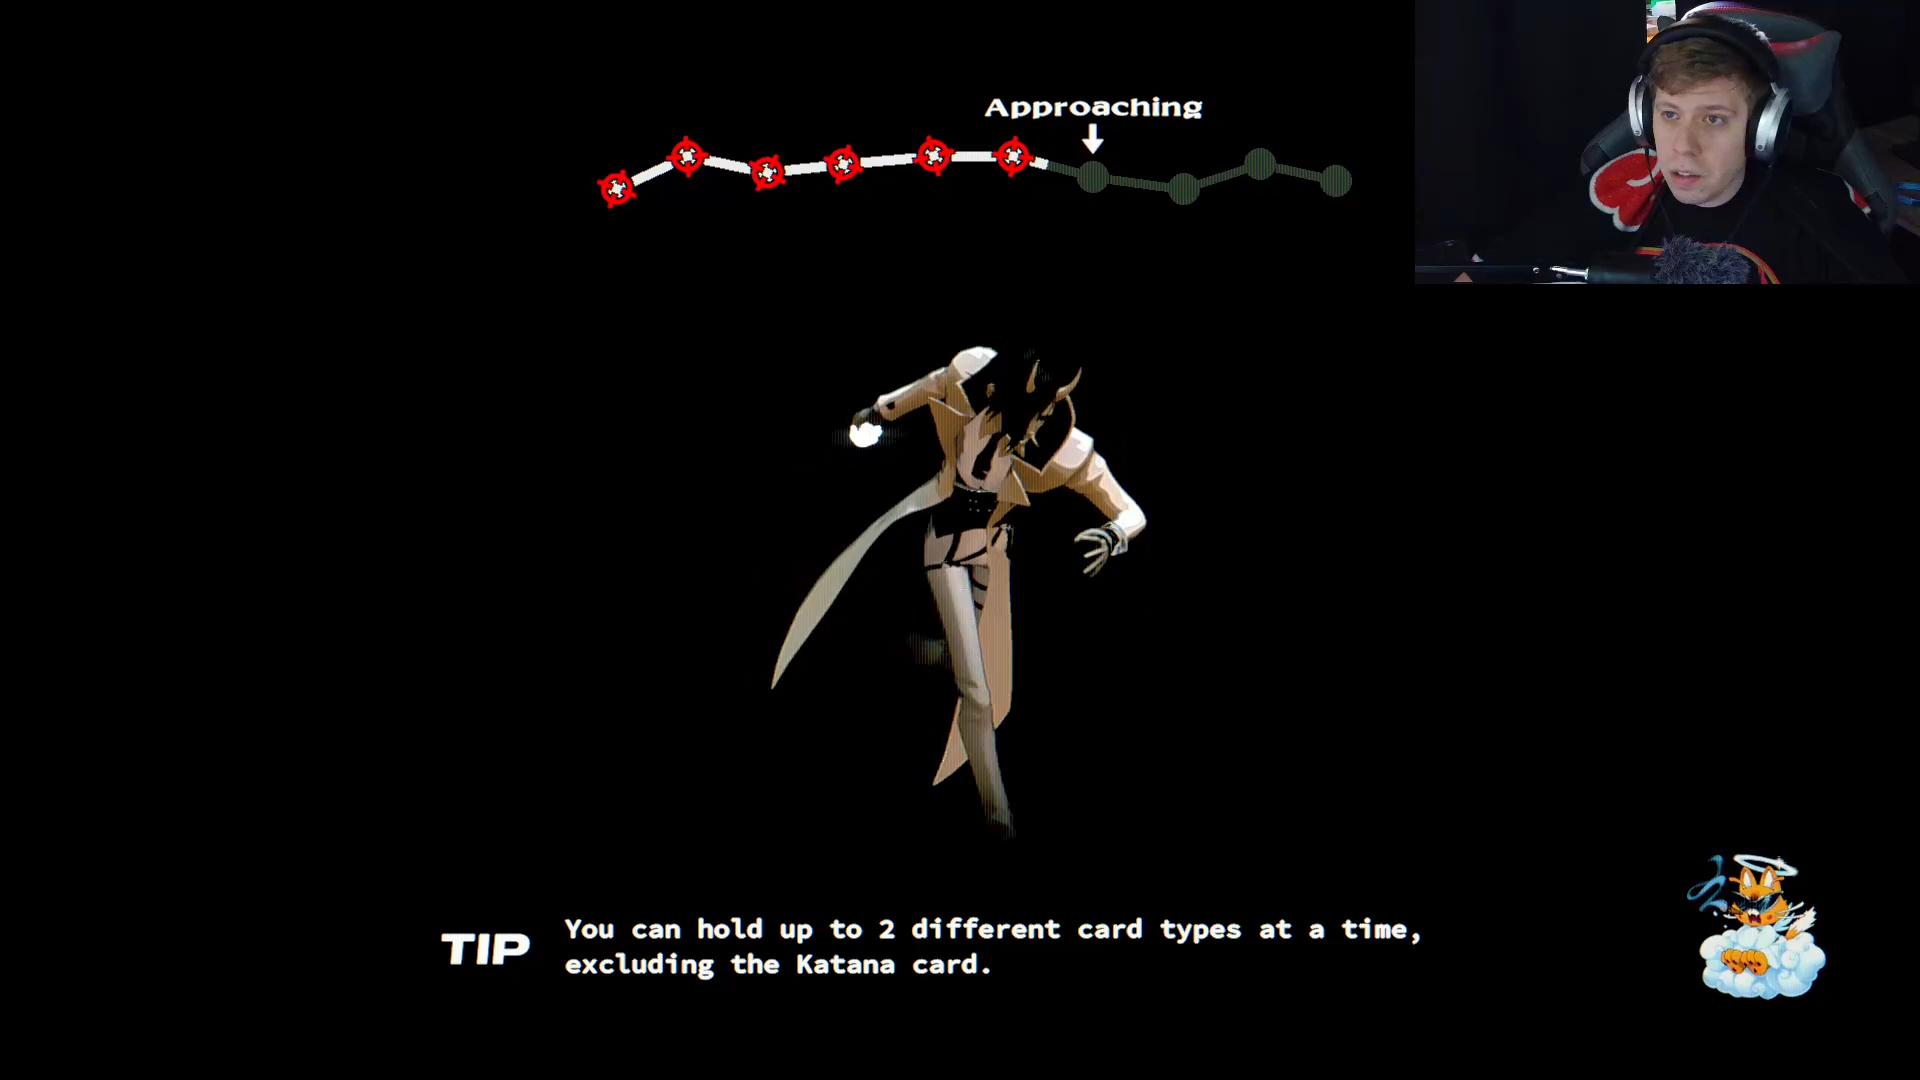 Approaching
TIP
You can hold up to 2 different card types at a time,
excluding the Katana card.